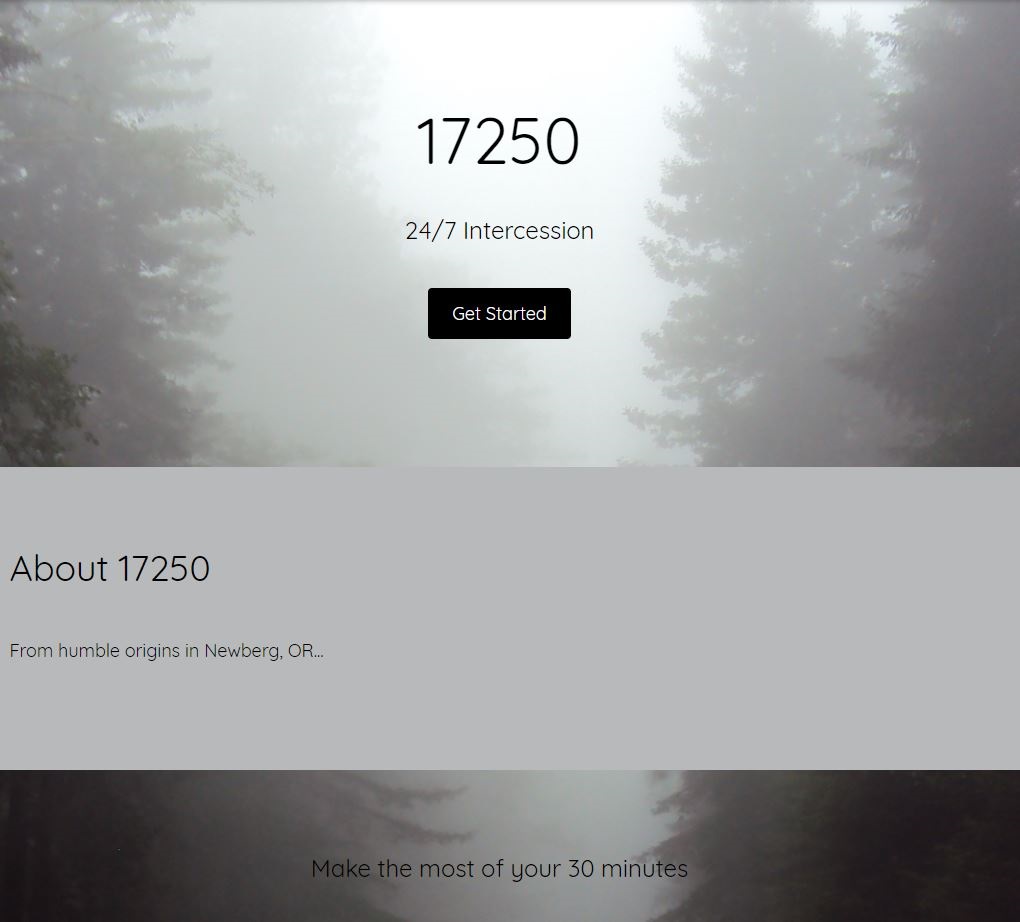 17250
24/7 Intercession
Get Started
About 17250
From humble origins in Newberg, OR...
Make the most of your 30 minutes